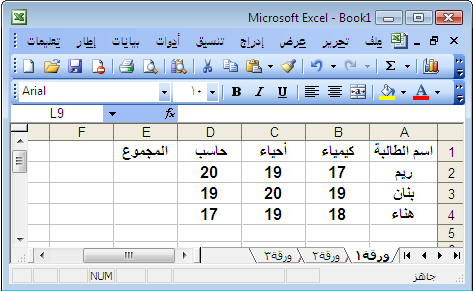 Microsoft Excel - Book1
ملف تحرير عرض إدراج تنسيق أدوات بيانات إطار تعليمات
Arial ١٠ B I U
L9 fx
A B C D E F
1 اسم الطالبة كيمياء أحياء حاسب المجموع
2 ريم 17 19 20
3 بنان 19 20 19
4 هناء 18 19 17
5
ورقة١ ورقة٢ ورقة٣
جاهز NUM